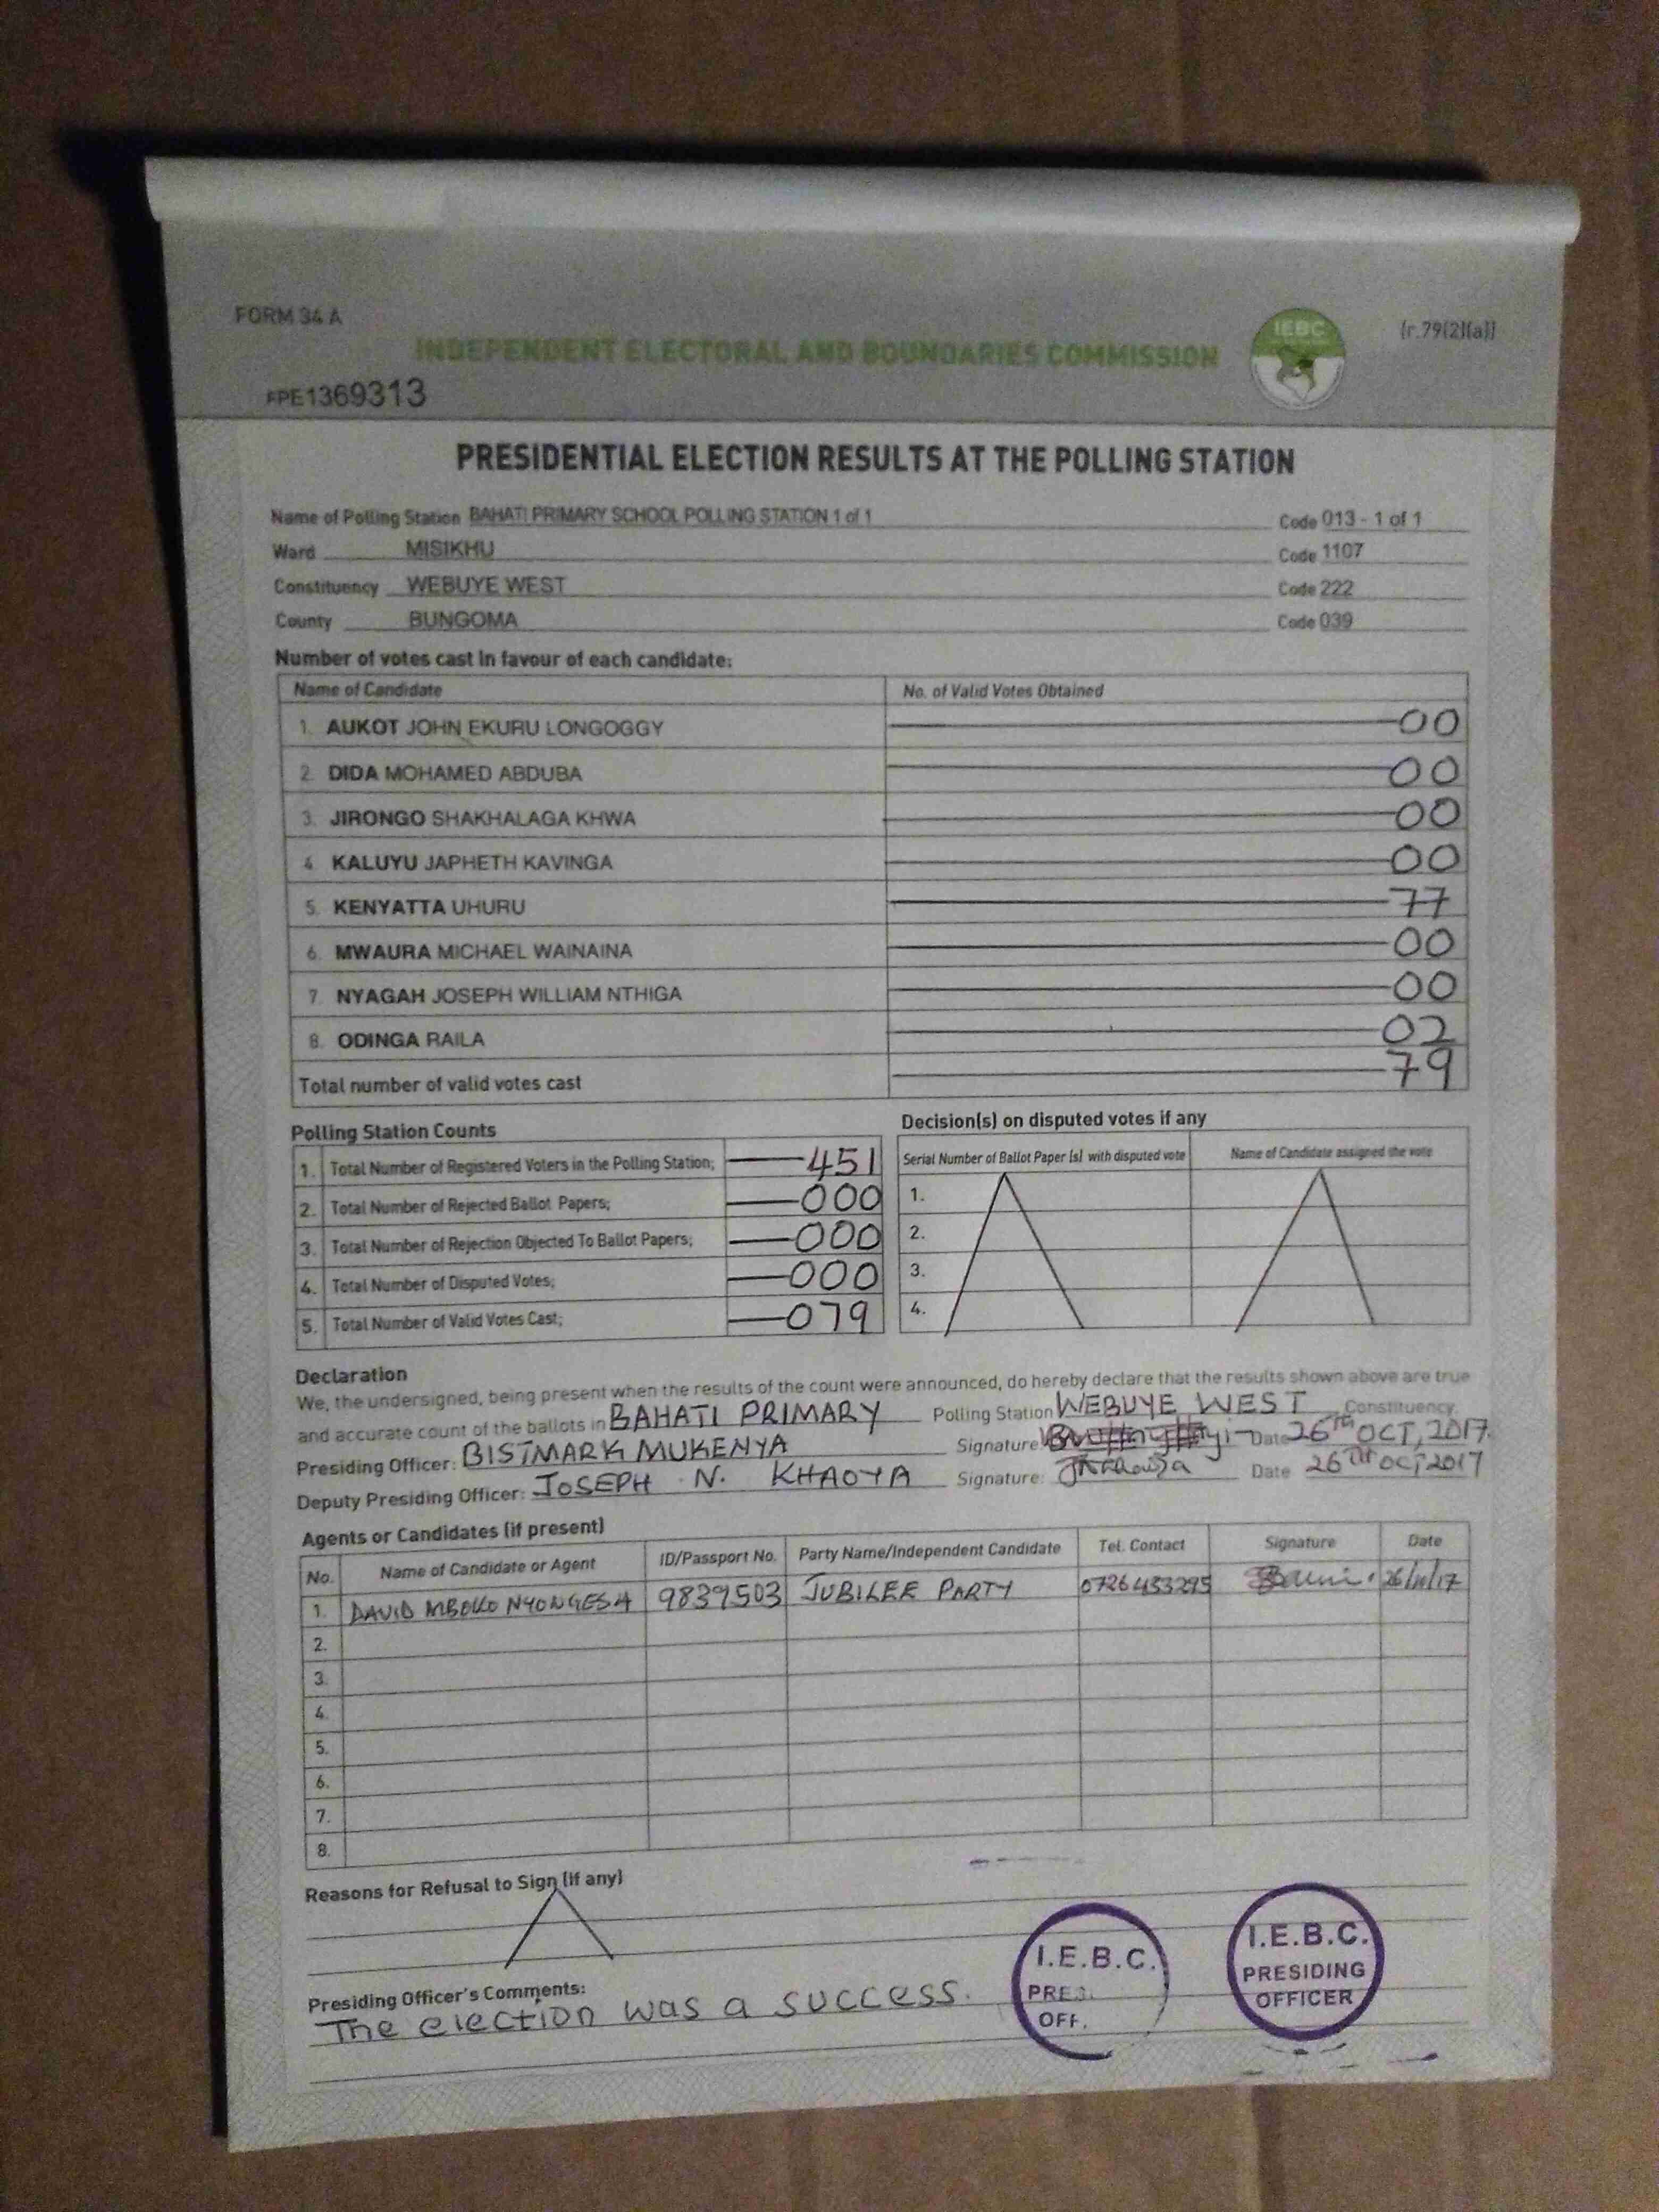 FORM 34 A
INDEPENDENT ELECTORAL AND BOUNDARIES COMMISSION
IEBC
(r.79(2)(a))
FPE1369313
PRESIDENTIAL ELECTION RESULTS AT THE POLLING STATION
Name of Polling Station BAHATI PRIMARY SCHOOL POLLING STATION 1 of 1 Code 013 - 1 of 1
Ward MISIKHU Code 1107
Constituency WEBUYE WEST Code 222
County BUNGOMA Code 039
Number of votes cast in favour of each candidate:
Name of Candidate No. of Valid Votes Obtained
1. AUKOT JOHN EKURU LONGOGGY 00
2. DIDA MOHAMED ABDUBA 00
3. JIRONGO SHAKHALAGA KHWA 00
4. KALUYU JAPHETH KAVINGA 00
5. KENYATTA UHURU 77
6. MWAURA MICHAEL WAINAINA 00
7. NYAGAH JOSEPH WILLIAM NTHIGA 00
8. ODINGA RAILA 02
Total number of valid votes cast 79
Polling Station Counts
1. Total Number of Registered Voters in the Polling Station; 451
2. Total Number of Rejected Ballot Papers; 000
3. Total Number of Rejection Objected To Ballot Papers; 000
4. Total Number of Disputed Votes; 000
5. Total Number of Valid Votes Cast; 079
Decision(s) on disputed votes if any
Serial Number of Ballot Paper (s) with disputed vote Name of Candidate assigned the vote
1.
2.
3.
4.
Declaration
We, the undersigned, being present when the results of the count were announced, do hereby declare that the results shown above are true
and accurate count of the ballots in BAHATI PRIMARY Polling Station WEBUYE WEST Constituency.
Presiding Officer: BISTMARK MUKENYA Signature Date 26TH OCT, 2017.
Deputy Presiding Officer: JOSEPH N. KHAOYA Signature: Date 26TH OCT 2017
Agents or Candidates (if present)
No. Name of Candidate or Agent ID/Passport No. Party Name/Independent Candidate Tel. Contact Signature Date
1. DAVID MBOKO NYONGESA 9839503 JUBILEE PARTY 0726453295
2.
3.
4.
5.
6.
7.
8.
Reasons for Refusal to Sign (if any)
Presiding Officer's Comments:
The election was a success.
I.E.B.C.
PRES.
OFF.
I.E.B.C.
PRESIDING
OFFICER